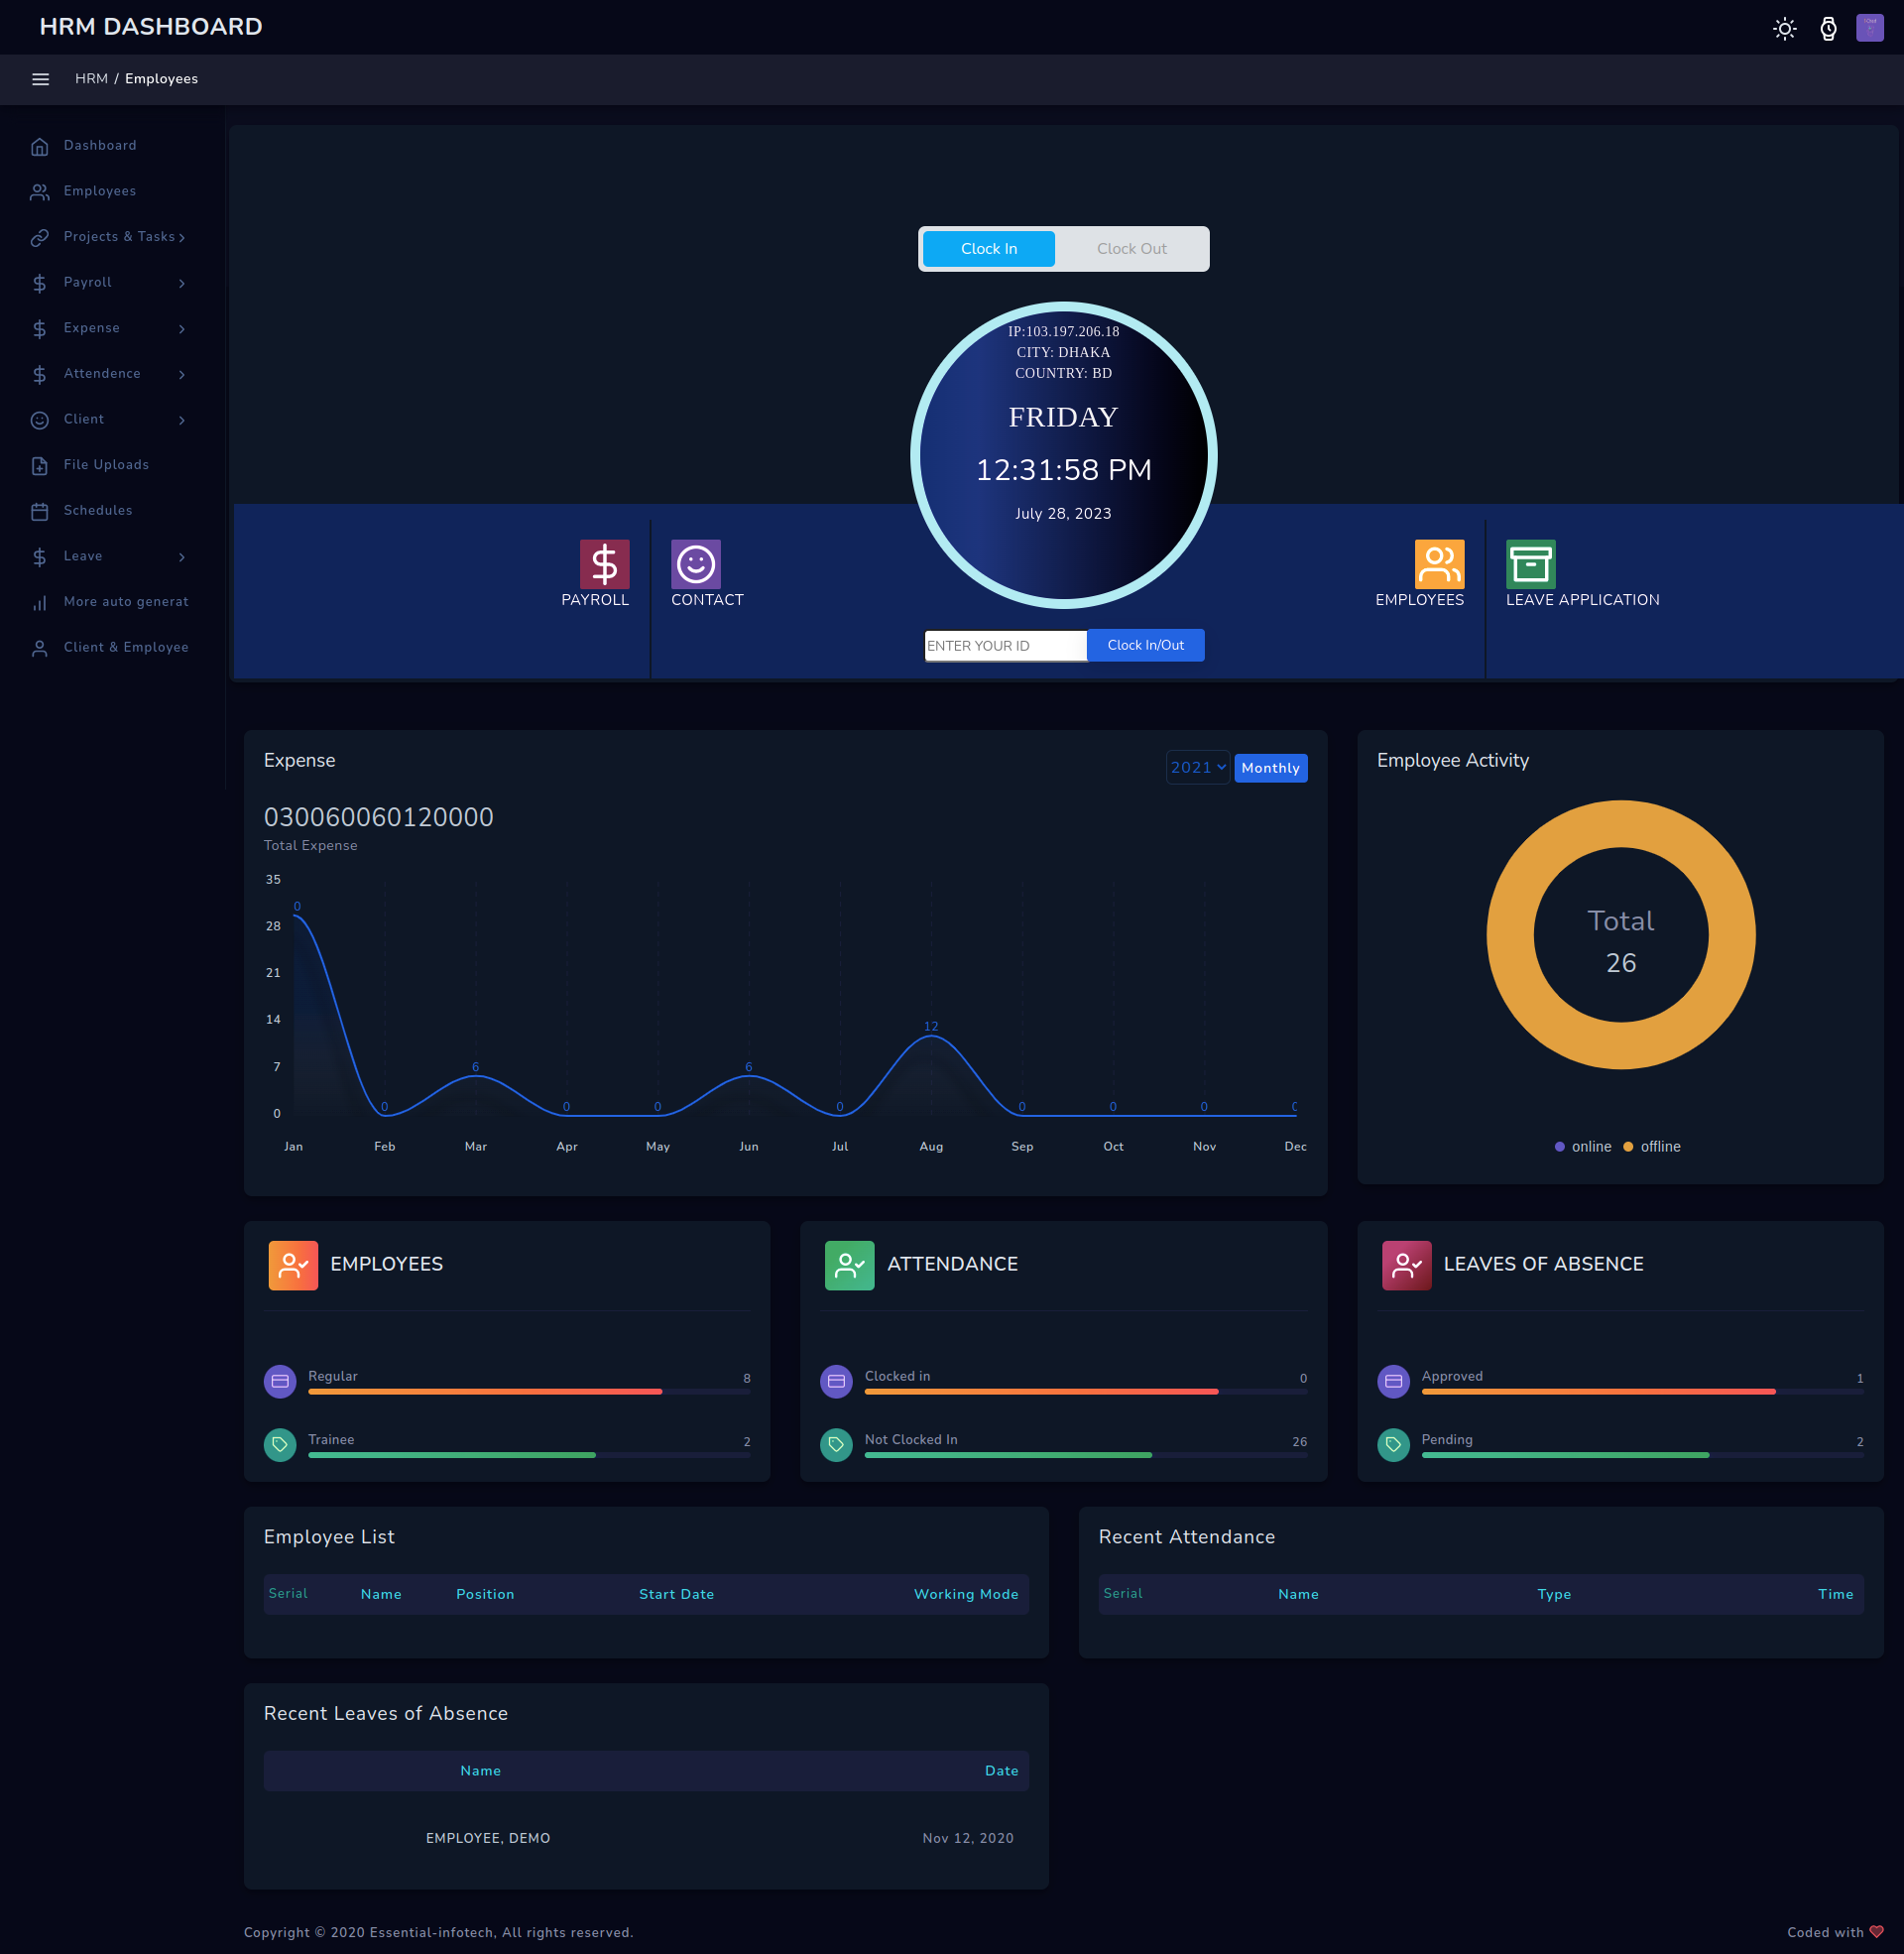 HRM DASHBOARD
HRM / Employees
Dashboard
Employees
Projects & Tasks
Payroll
Expense
Attendence
Client
File Uploads
Schedules
Leave
More auto generat
Client & Employee
Clock In
Clock Out
IP:103.197.206.18
CITY: DHAKA
COUNTRY: BD
FRIDAY
12:31:58 PM
July 28, 2023
PAYROLL
CONTACT
EMPLOYEES
LEAVE APPLICATION
ENTER YOUR ID
Clock In/Out
Expense
2021
Monthly
030060060120000
Total Expense
35
28
21
14
7
0
0
0
6
0
0
6
0
12
0
0
0
0
Jan
Feb
Mar
Apr
May
Jun
Jul
Aug
Sep
Oct
Nov
Dec
Employee Activity
Total
26
online
offline
EMPLOYEES
Regular
8
Trainee
2
ATTENDANCE
Clocked in
0
Not Clocked In
26
LEAVES OF ABSENCE
Approved
1
Pending
2
Employee List
Serial Name Position Start Date Working Mode
Recent Attendance
Serial Name Type Time
Recent Leaves of Absence
Name Date
EMPLOYEE, DEMO Nov 12, 2020
Copyright © 2020 Essential-infotech, All rights reserved.
Coded with